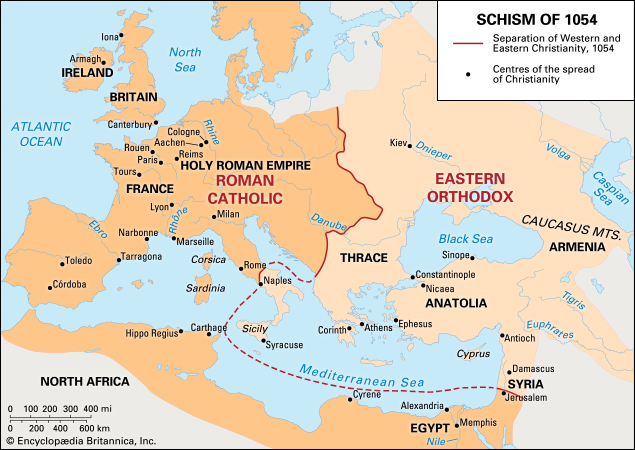 SCHISM OF 1054
Separation of Western and
Eastern Christianity, 1054
Centres of the spread
of Christianity
Iona
North
Sea
Armagh
IRELAND
BRITAIN
ATLANTIC
OCEAN
Canterbury
Cologne
Aachen
Rhine
Rouen
Reims
Paris
Tours
HOLY ROMAN EMPIRE
ROMAN
CATHOLIC
FRANCE
Kiev
Dnieper
Volga
EASTERN
ORTHODOX
Caspian
Sea
Lyon
Rhône
Milan
Danube
CAUCASUS MTS.
ARMENIA
Ebro
Narbonne
Marseille
Black Sea
Sinope
THRACE
Toledo
Tarragona
Corsica
Rome
Naples
Constantinople
Nicaea
ANATOLIA
Tigris
Euphrates
Córdoba
Sardinia
Hippo Regius
Carthage
Sicily
Syracuse
Corinth
Athens
Ephesus
Antioch
Cyprus
Damascus
SYRIA
Jerusalem
Mediterranean Sea
NORTH AFRICA
Cyrene
Alexandria
EGYPT
Memphis
Nile
0 100 200 300 400 mi
0 200 400 600 km
© Encyclopædia Britannica, Inc.